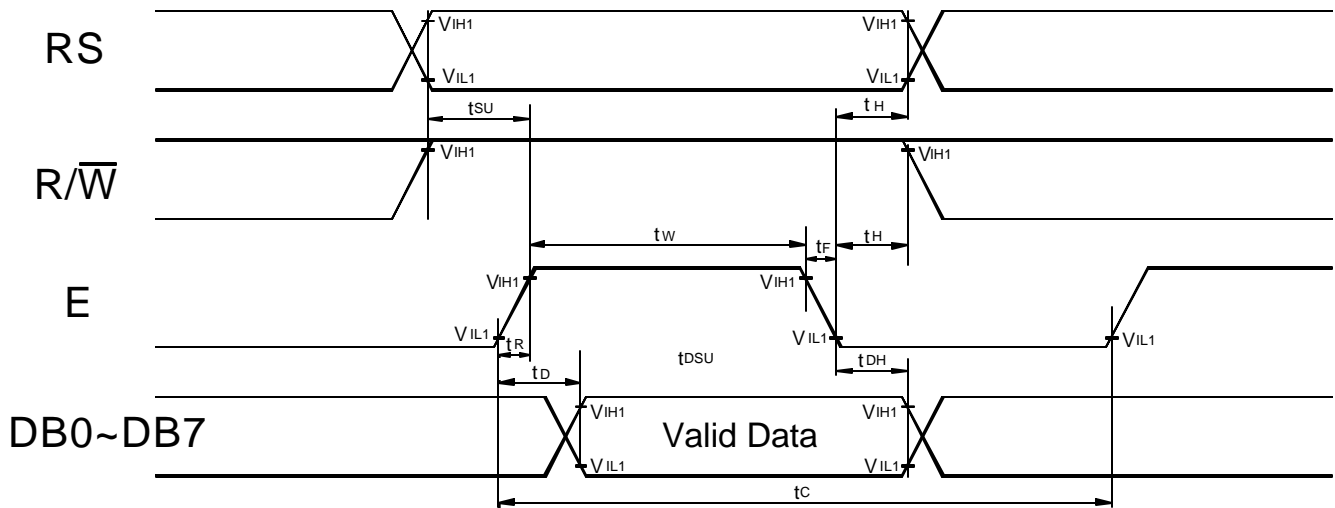 RS
VIH1
VIH1
VIL1
VIL1
tSU
tH
R/W̅
VIH1
VIH1
tW
tF
tH
E
VIH1
VIH1
VIL1
VIL1
VIL1
tR
tD
tDSU
tDH
DB0~DB7
VIH1
VIH1
Valid Data
VIL1
VIL1
tC